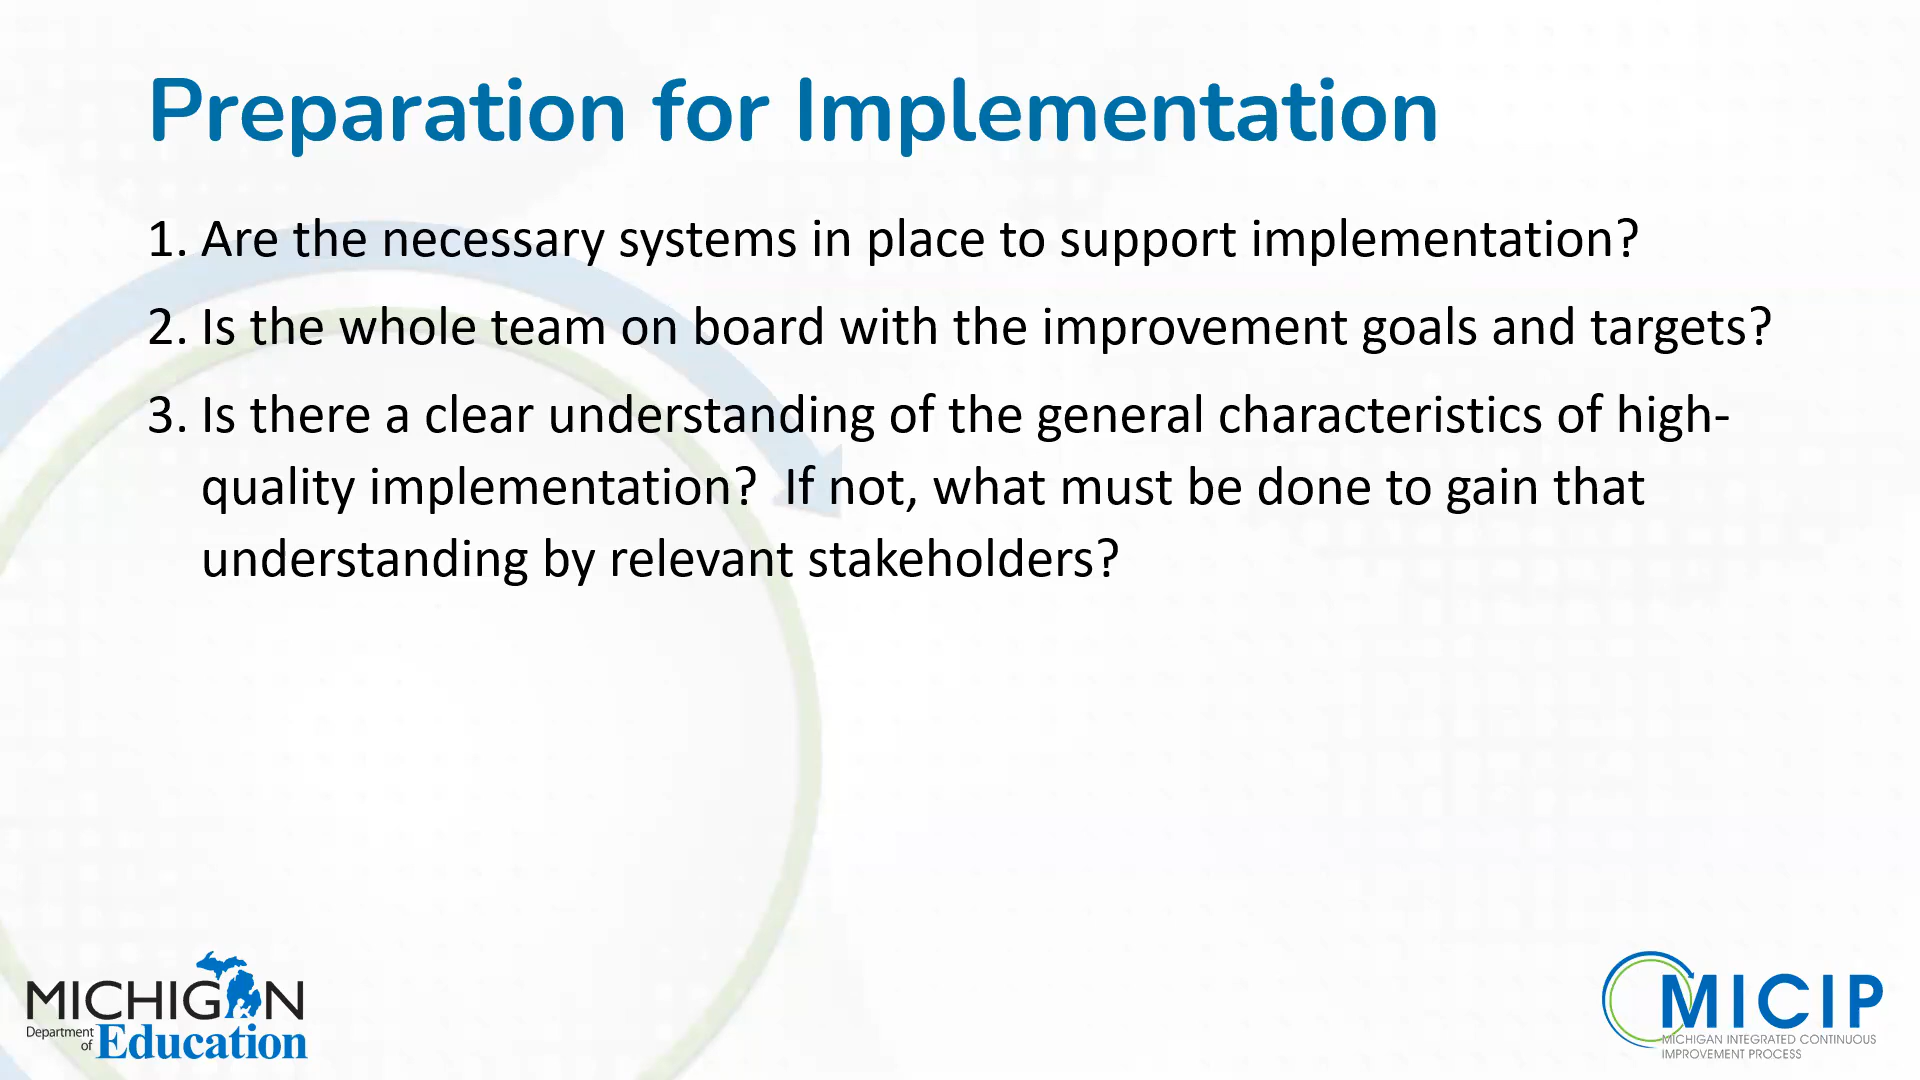 Preparation for Implementation
1. Are the necessary systems in place to support implementation?
2. Is the whole team on board with the improvement goals and targets?
3. Is there a clear understanding of the general characteristics of high-
quality implementation?  If not, what must be done to gain that
understanding by relevant stakeholders?
MICHIGAN
Department
of Education
MICIP
MICHIGAN INTEGRATED CONTINUOUS
IMPROVEMENT PROCESS